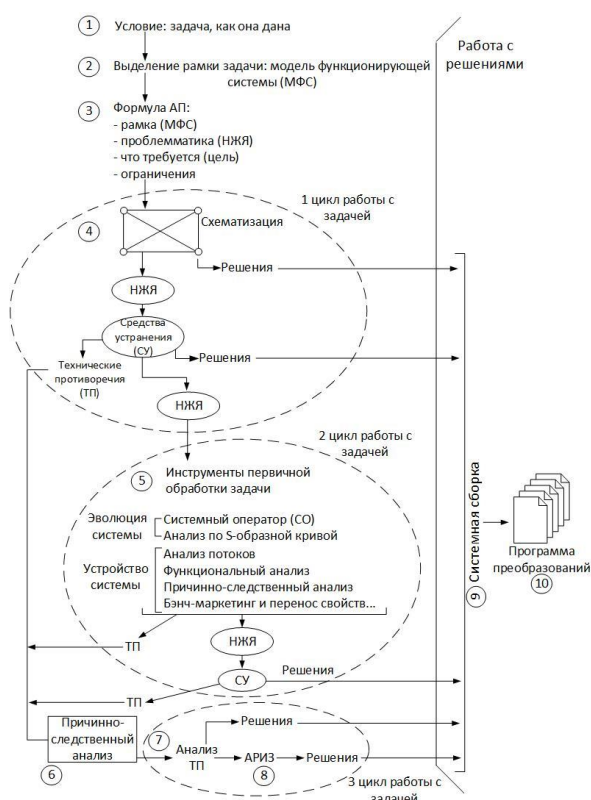 1
Условие: задача, как она дана
Работа с
решениями
2
Выделение рамки задачи: модель функционирующей
системы (МФС)
3
Формула АП:
- рамка (МФС)
- проблемматика (НЖЯ)
- что требуется (цель)
- ограничения
1 цикл работы с
задачей
4
Схематизация
Решения
НЖЯ
Средства
устранения
(СУ)
Решения
Технические
противоречия
(ТП)
НЖЯ
2 цикл работы с
задачей
5
Инструменты первичной
обработки задачи
Эволюция
системы
Системный оператор (СО)
Анализ по S-образной кривой
Устройство
системы
Анализ потоков
Функциональный анализ
Причинно-следственный анализ
Бэнч-маркетинг и перенос свойств...
ТП
НЖЯ
СУ
Решения
ТП
9 Системная сборка
Программа
преобразований
10
Причинно-
следственный
анализ
6
7
Анализ
ТП
Решения
АРИЗ
8
Решения
3 цикл работы с
задачей